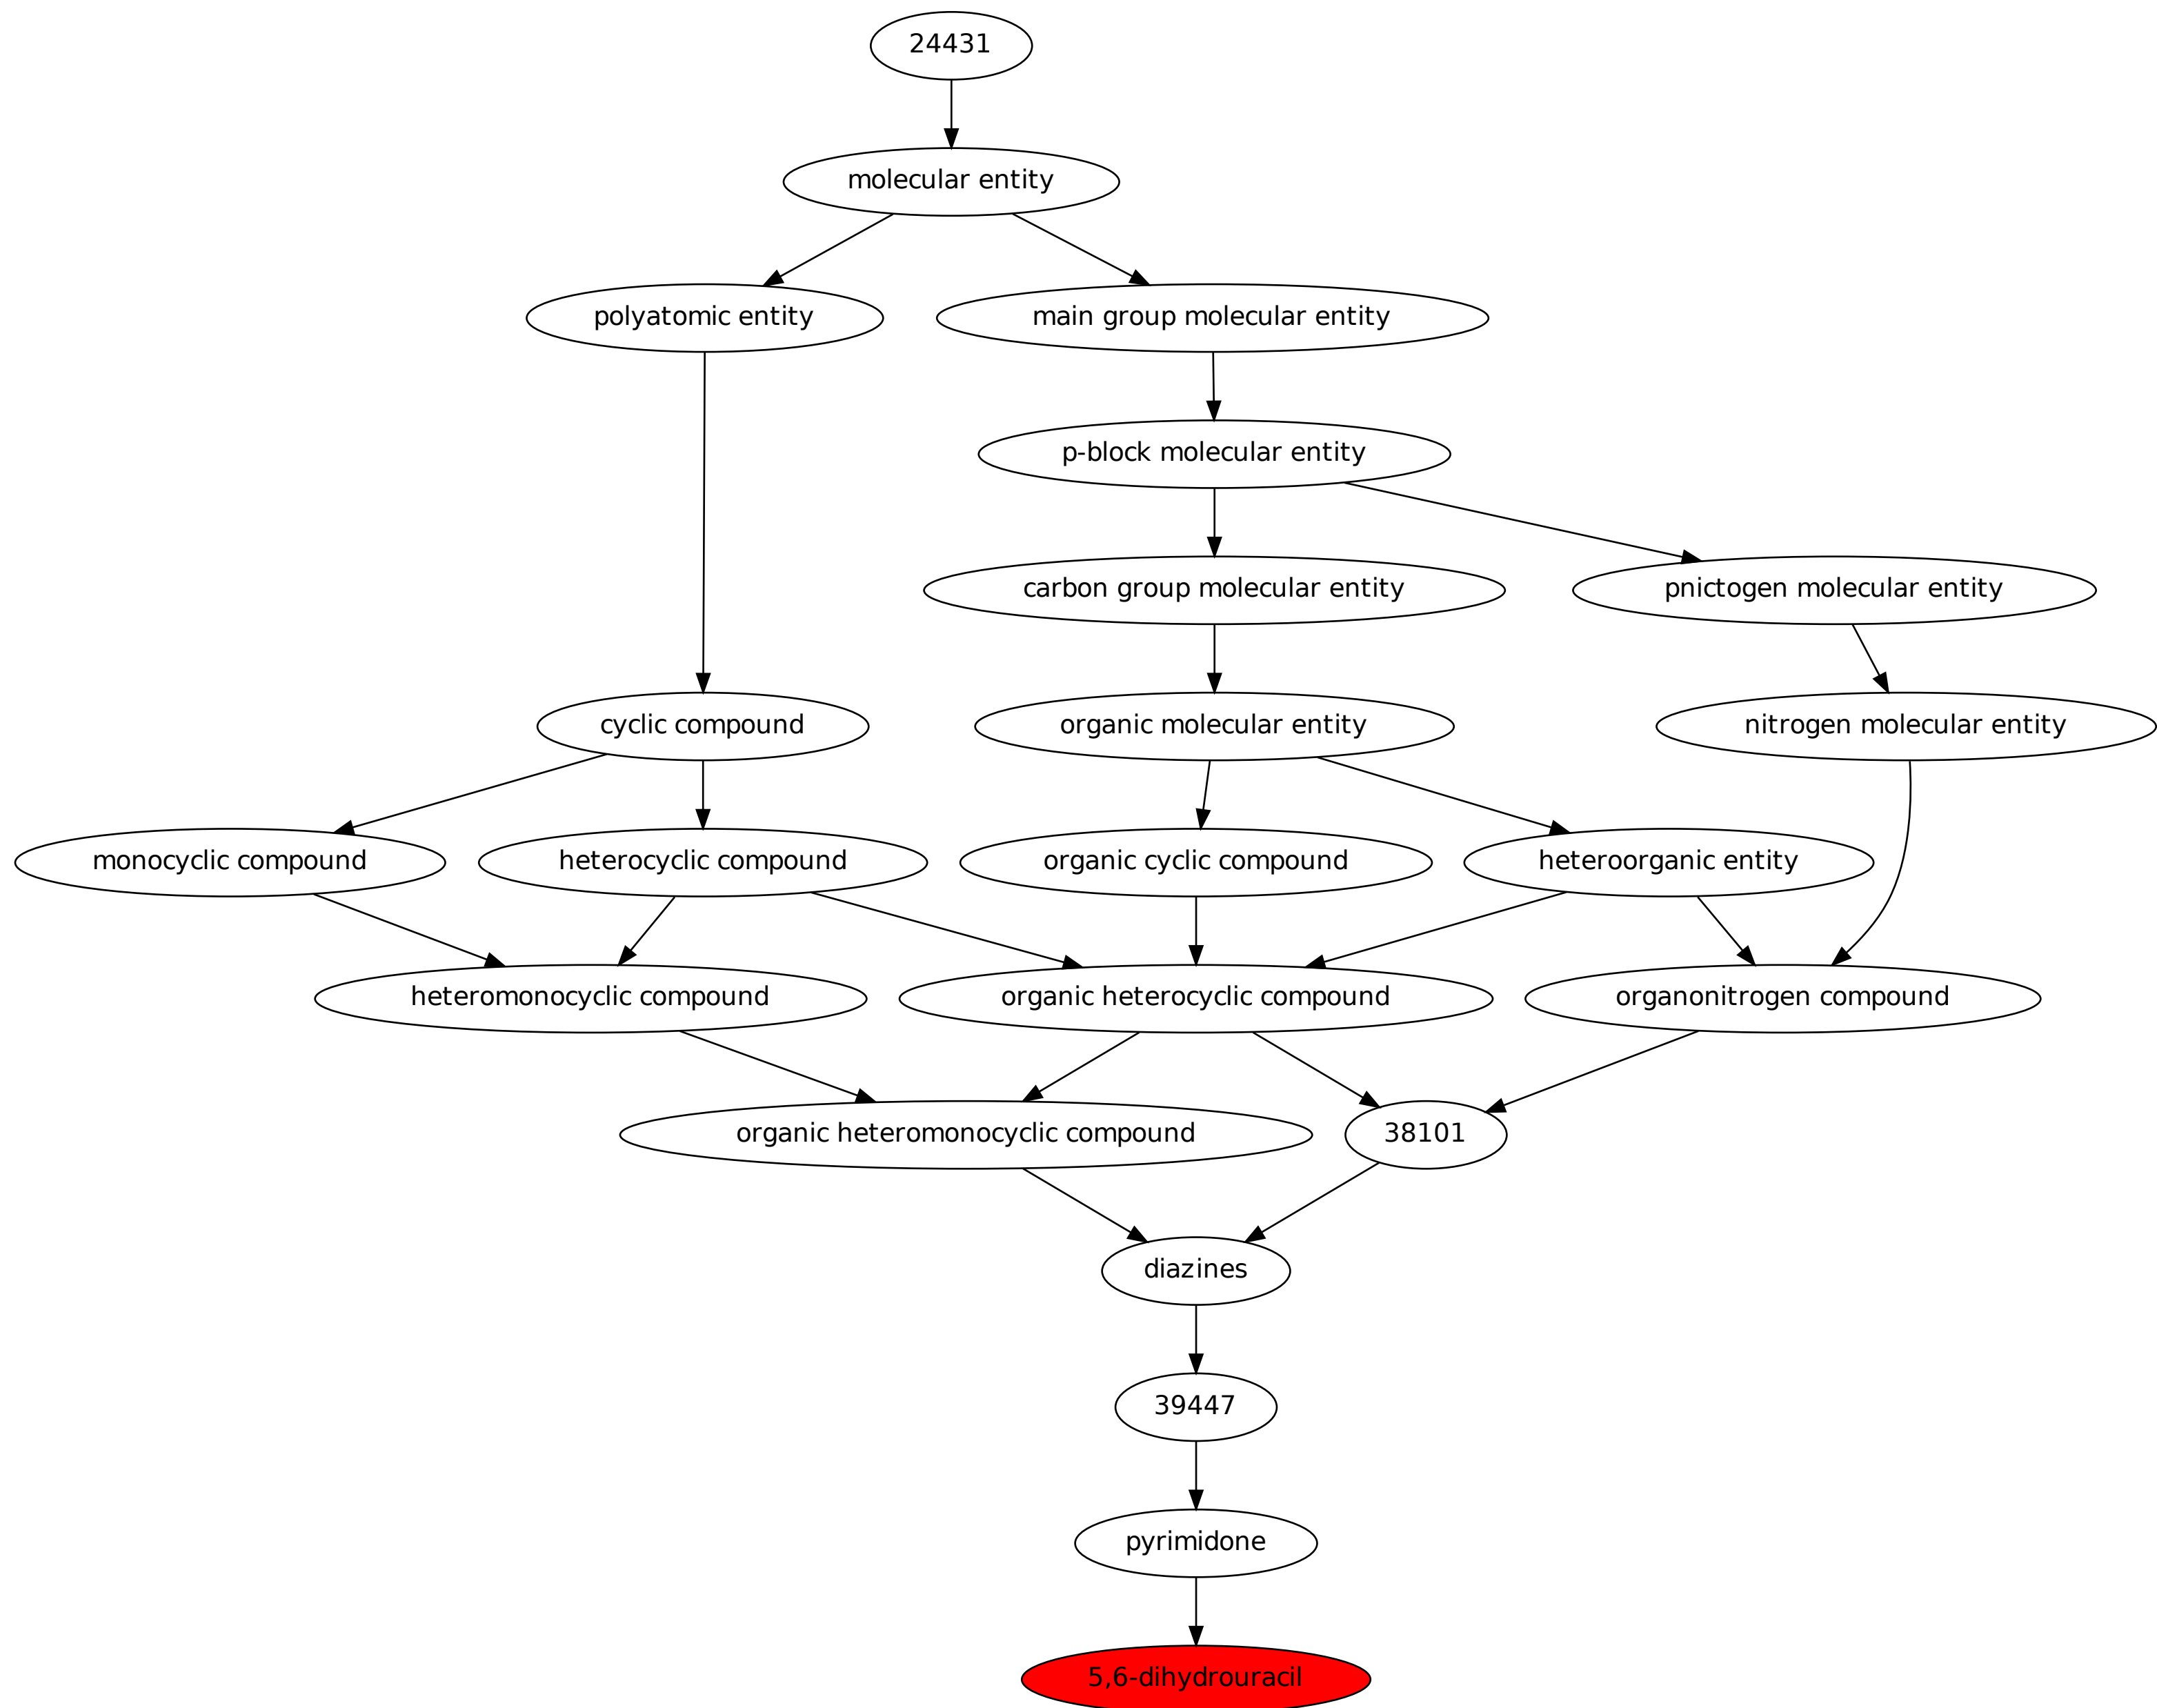 24431
molecular entity
polyatomic entity
main group molecular entity
p-block molecular entity
carbon group molecular entity
pnictogen molecular entity
cyclic compound
organic molecular entity
nitrogen molecular entity
monocyclic compound
heterocyclic compound
organic cyclic compound
heteroorganic entity
heteromonocyclic compound
organic heterocyclic compound
organonitrogen compound
organic heteromonocyclic compound
38101
diazines
39447
pyrimidone
5,6-dihydrouracil